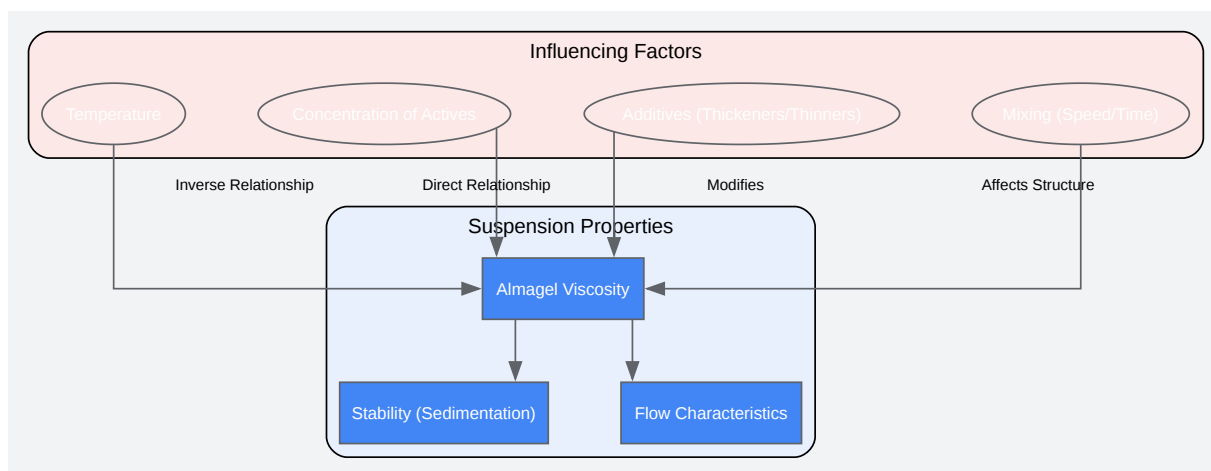 Influencing Factors
Temperature
Concentration of Actives
Additives (Thickeners/Thinners)
Mixing (Speed/Time)
Inverse Relationship
Direct Relationship
Modifies
Affects Structure
Suspension Properties
Almagel Viscosity
Stability (Sedimentation)
Flow Characteristics